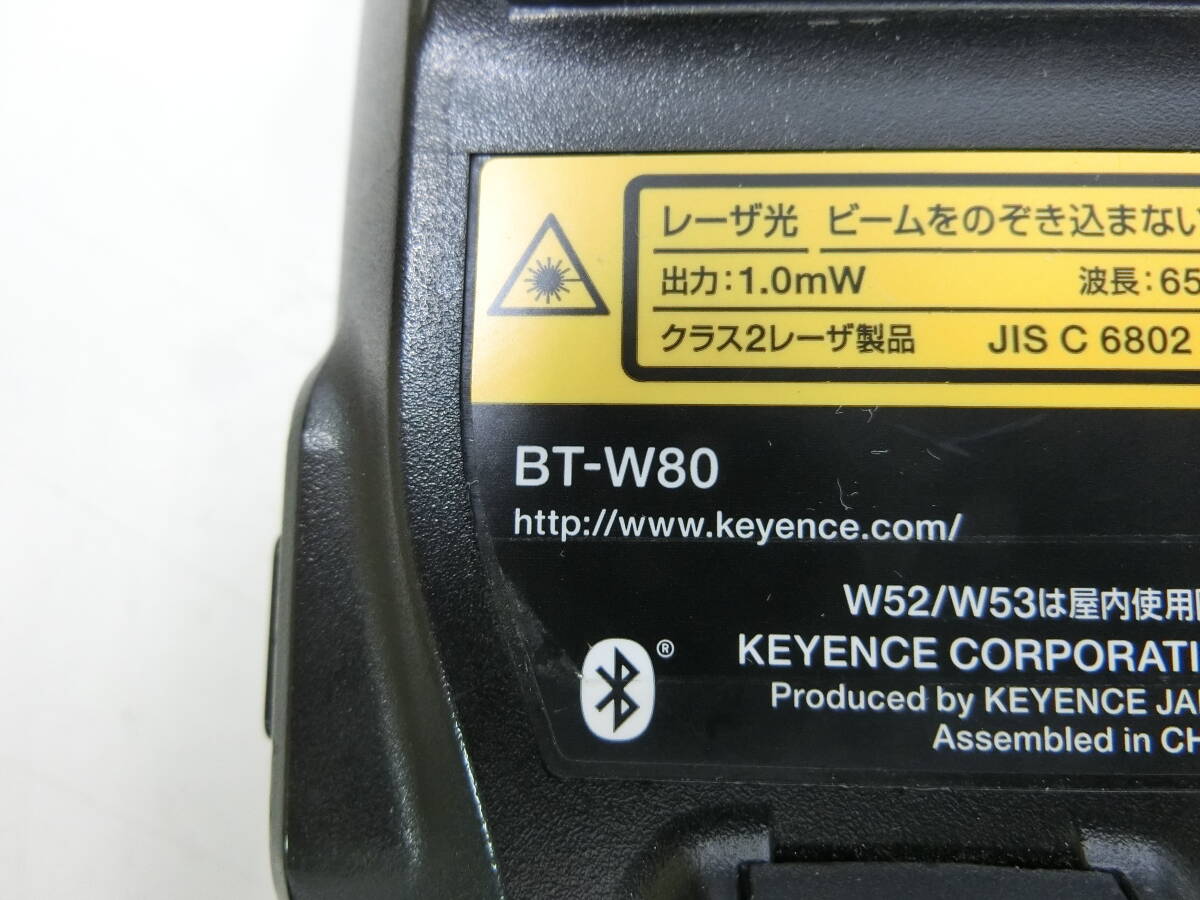 レーザ光 ビームをのぞき込まない
出力:1.0mW 波長:65
クラス2レーザ製品 JIS C 6802
BT-W80
http://www.keyence.com/
W52/W53は屋内使用
® KEYENCE CORPORATI
Produced by KEYENCE JA
Assembled in CH